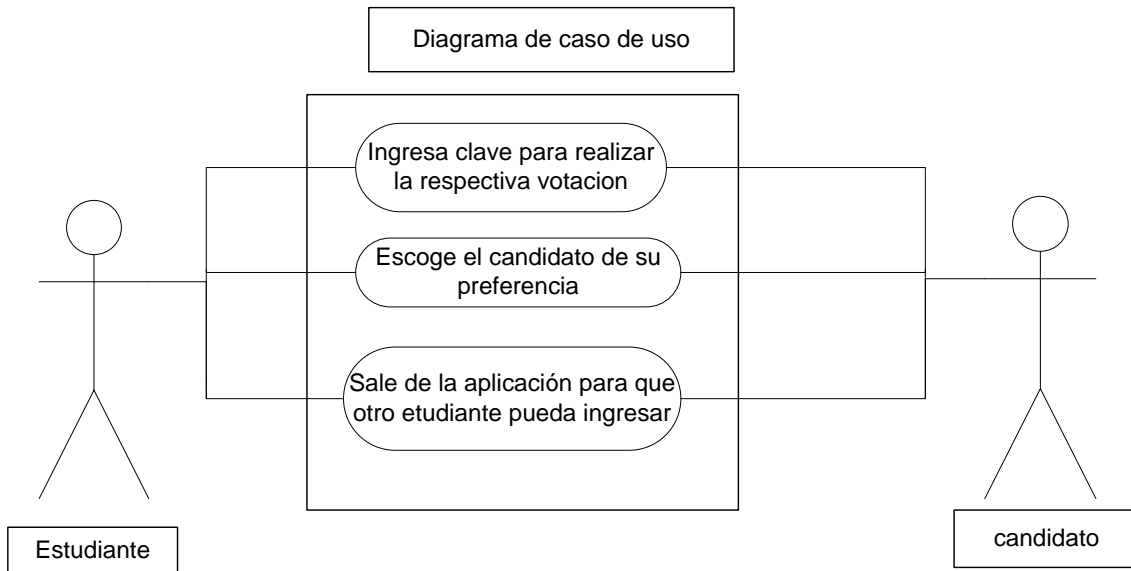 Diagrama de caso de uso
Ingresa clave para realizar
la respectiva votacion
Escoge el candidato de su
preferencia
Sale de la aplicación para que
otro etudiante pueda ingresar
Estudiante
candidato